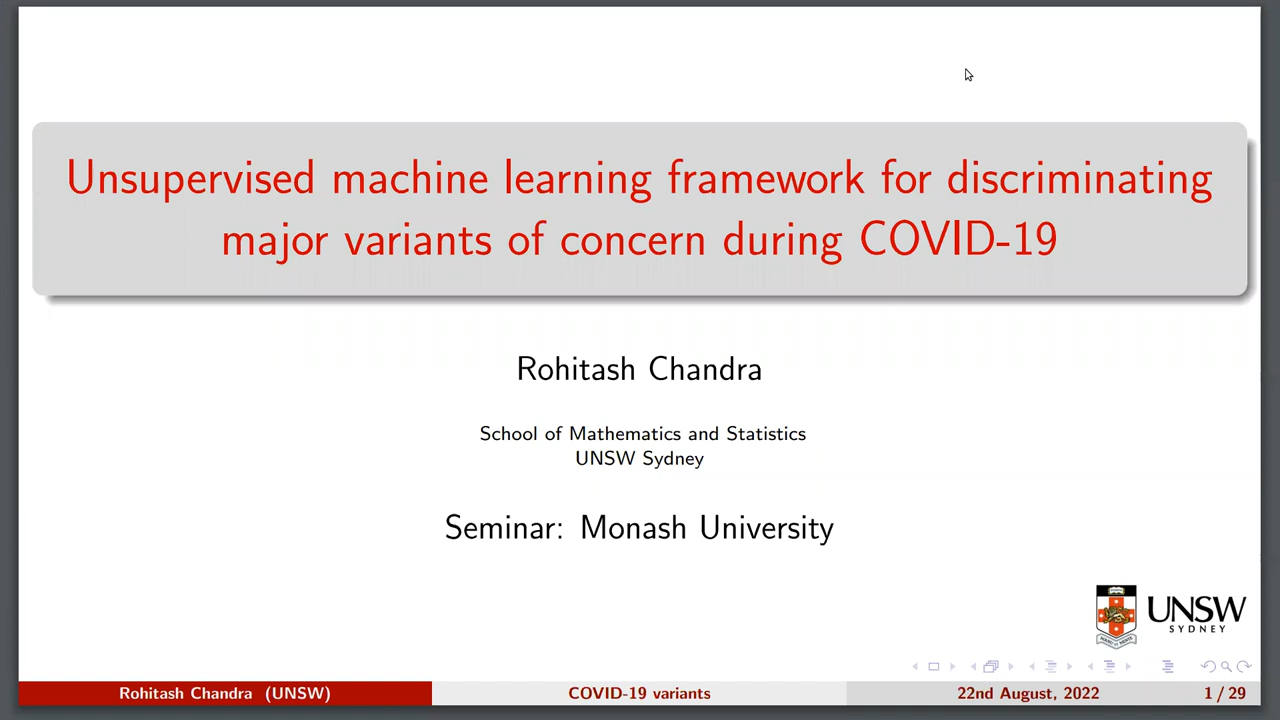 Unsupervised machine learning framework for discriminating
major variants of concern during COVID-19
Rohitash Chandra
School of Mathematics and Statistics
UNSW Sydney
Seminar: Monash University
UNSW
SYDNEY
Rohitash Chandra (UNSW) COVID-19 variants 22nd August, 2022 1 / 29